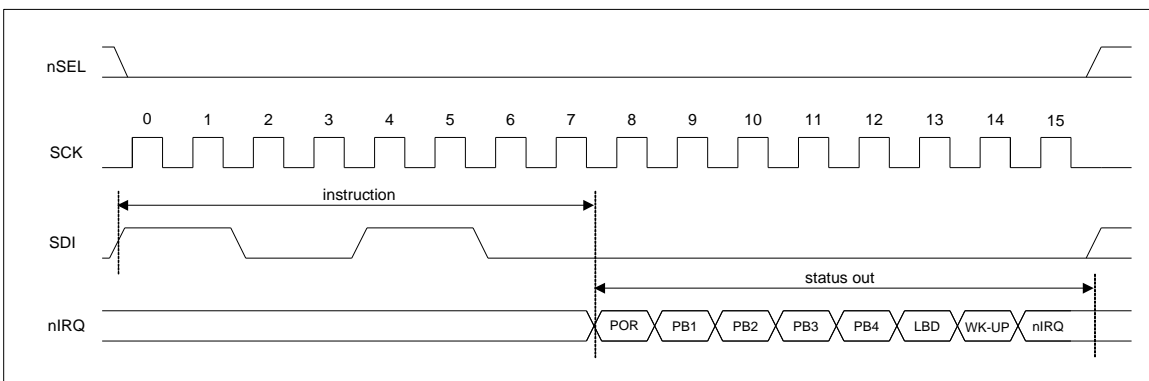 nSEL
0 1 2 3 4 5 6 7 8 9 10 11 12 13 14 15
SCK
instruction
SDI
status out
nIRQ POR PB1 PB2 PB3 PB4 LBD WK-UP nIRQ